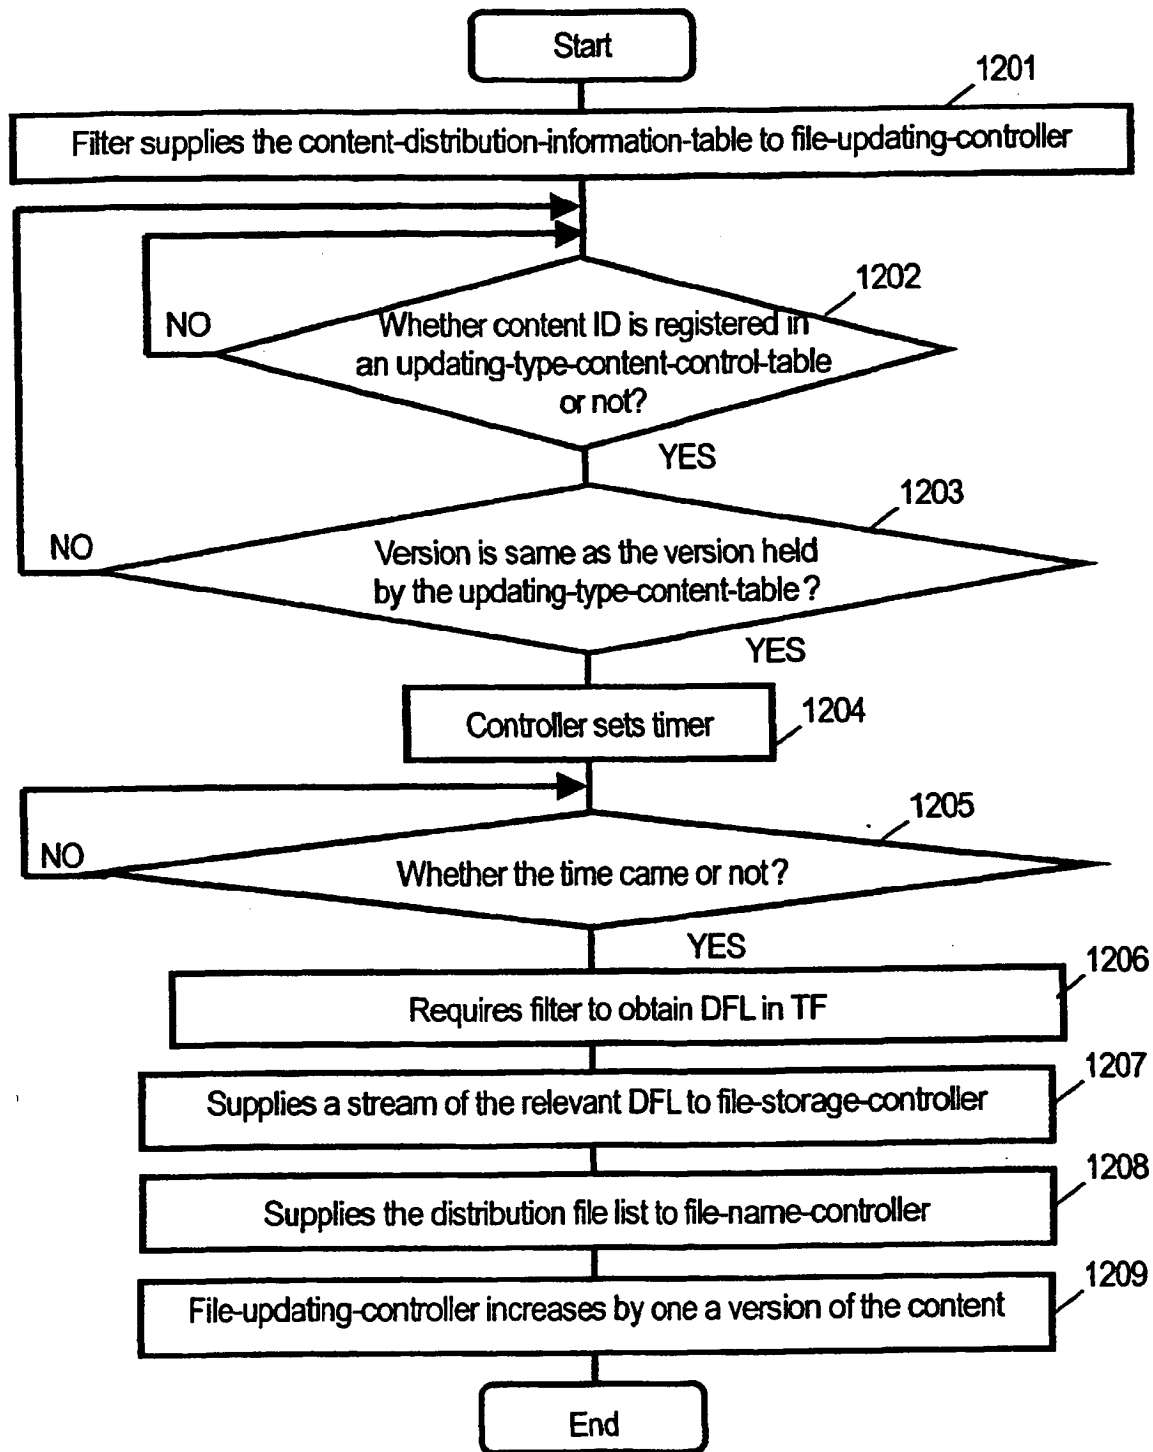 Start
1201
Filter supplies the content-distribution-information-table to file-updating-controller
1202
NO
Whether content ID is registered in
an updating-type-content-control-table
or not?
YES
1203
NO
Version is same as the version held
by the updating-type-content-table?
YES
1204
Controller sets timer
1205
NO
Whether the time came or not?
YES
1206
Requires filter to obtain DFL in TF
1207
Supplies a stream of the relevant DFL to file-storage-controller
1208
Supplies the distribution file list to file-name-controller
1209
File-updating-controller increases by one a version of the content
End